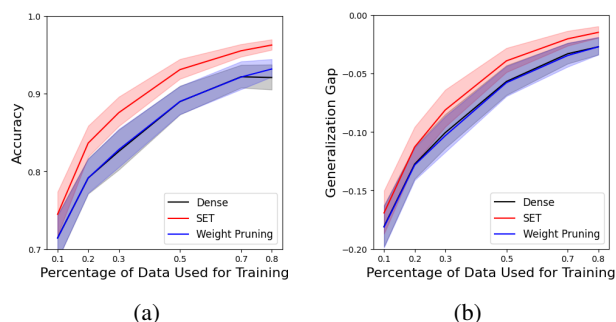 1.0
0.9
0.8
0.7
Accuracy
0.1 0.2 0.3 0.5 0.7 0.8
Percentage of Data Used for Training
Dense
SET
Weight Pruning
(a)
0.00
−0.05
−0.10
−0.15
−0.20
Generalization Gap
0.1 0.2 0.3 0.5 0.7 0.8
Percentage of Data Used for Training
Dense
SET
Weight Pruning
(b)